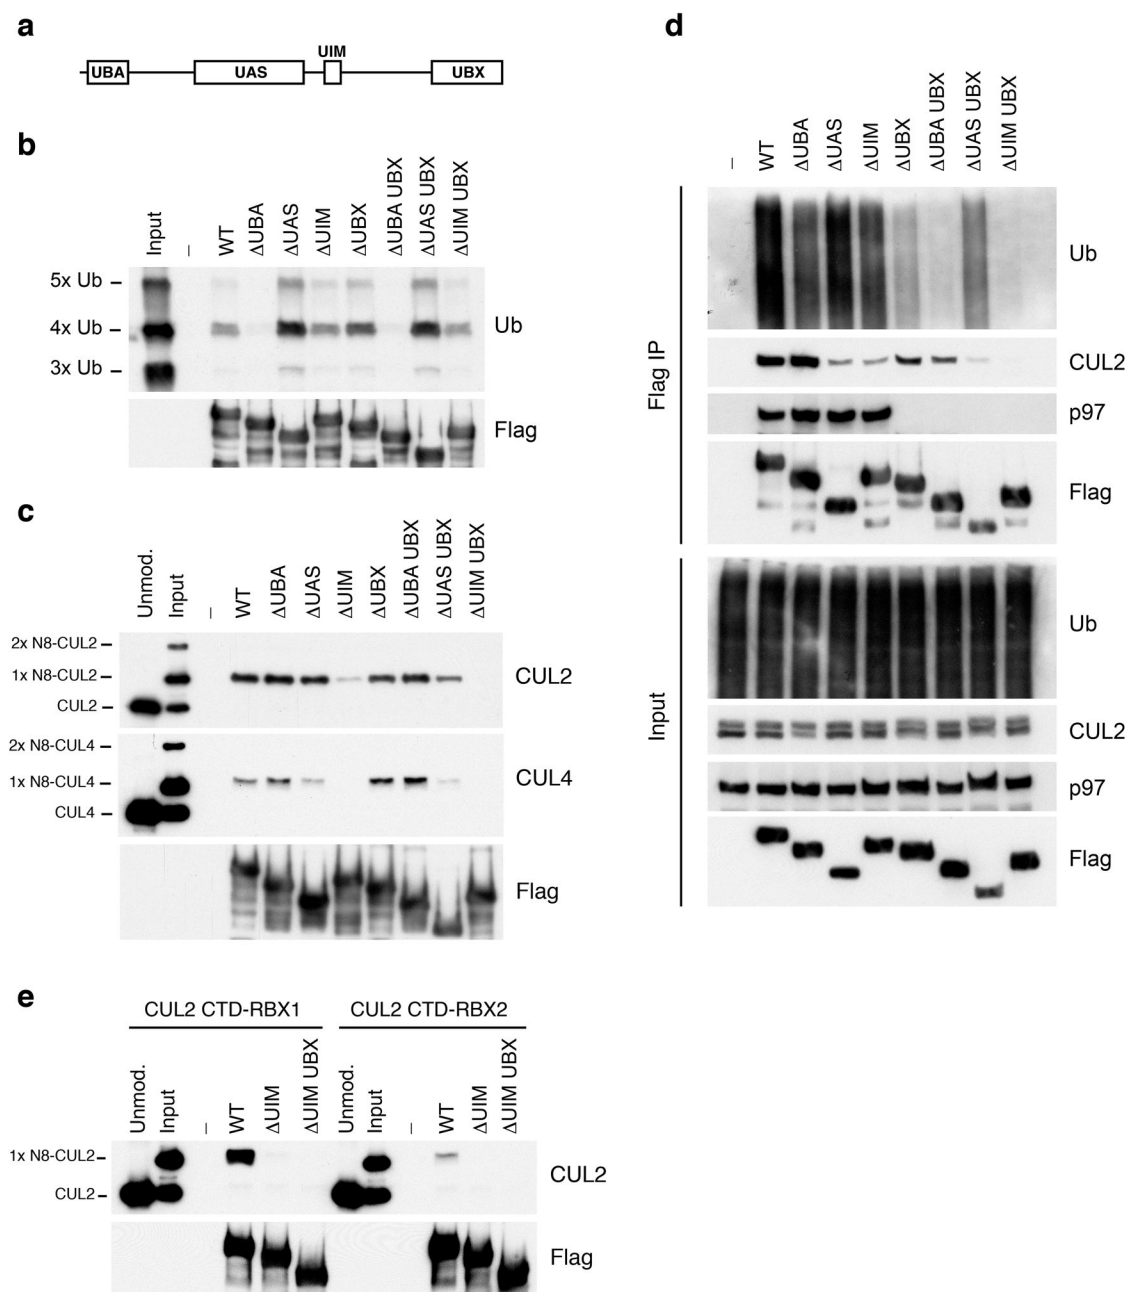 a
UBA
UAS
UIM
UBX
b
Input
–
WT
ΔUBA
ΔUAS
ΔUIM
ΔUBX
ΔUBA UBX
ΔUAS UBX
ΔUIM UBX
5x Ub
4x Ub
3x Ub
Ub
Flag
c
Unmod.
Input
–
WT
ΔUBA
ΔUAS
ΔUIM
ΔUBX
ΔUBA UBX
ΔUAS UBX
ΔUIM UBX
2x N8-CUL2
1x N8-CUL2
CUL2
CUL2
2x N8-CUL4
1x N8-CUL4
CUL4
CUL4
Flag
d
–
WT
ΔUBA
ΔUAS
ΔUIM
ΔUBX
ΔUBA UBX
ΔUAS UBX
ΔUIM UBX
Flag IP
Ub
CUL2
p97
Flag
Input
Ub
CUL2
p97
Flag
e
CUL2 CTD-RBX1
CUL2 CTD-RBX2
Unmod.
Input
–
WT
ΔUIM
ΔUIM UBX
Unmod.
Input
–
WT
ΔUIM
ΔUIM UBX
1x N8-CUL2
CUL2
CUL2
Flag